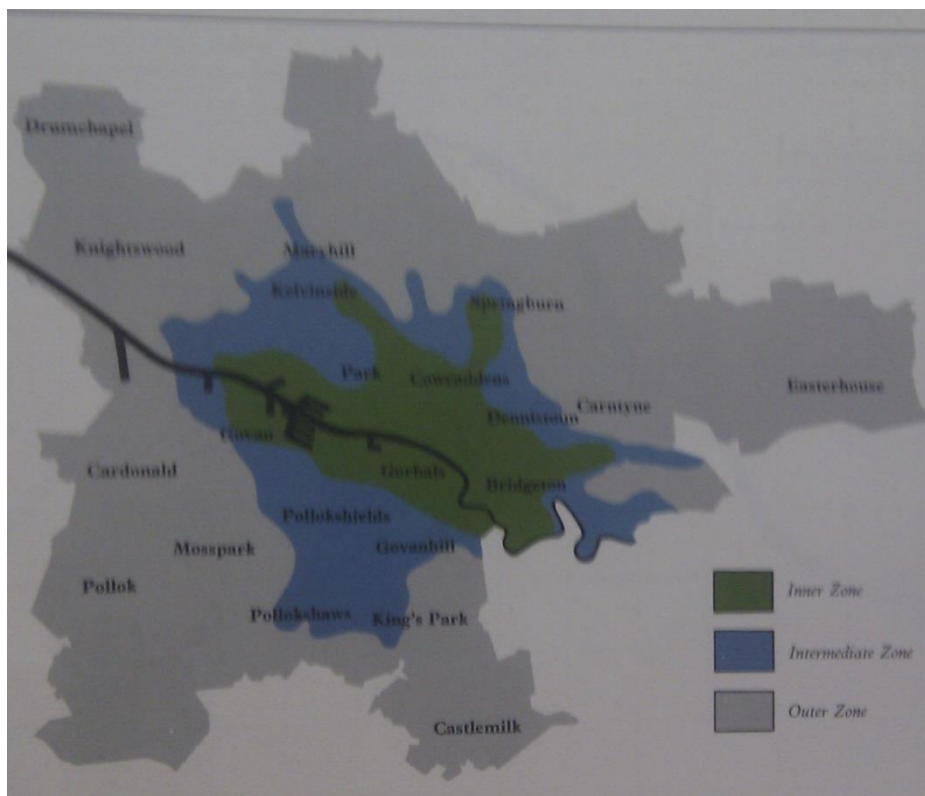 Drumchapel
Knightswood
Maryhill
Kelvinside
Springburn
Park
Cowcaddens
Easterhouse
Carntyne
Dennistoun
Govan
Cardonald
Gorbals
Bridgeton
Pollokshields
Mosspark
Govanhill
Pollok
Pollokshaws
King's Park
Castlemilk
Inner Zone
Intermediate Zone
Outer Zone